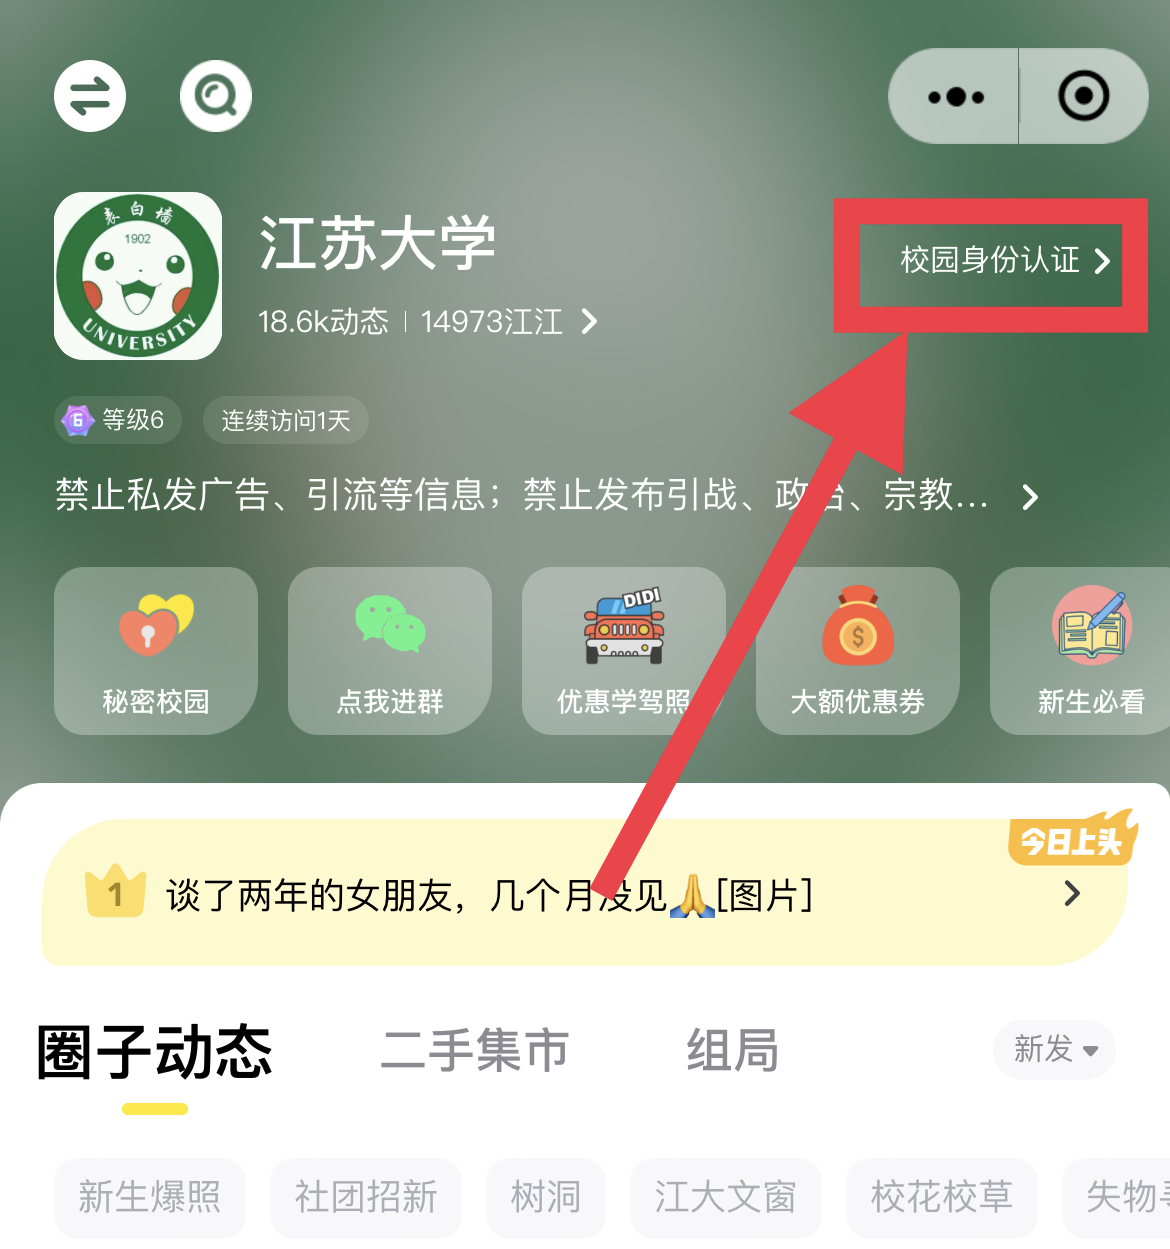 表白墙
1902
UNIVERSITY
江苏大学
校园身份认证
18.6k动态 | 14973江江
6 等级6
连续访问1天
禁止私发广告、引流等信息；禁止发布引战、政治、宗教...
DIDI
$
秘密校园
点我进群
优惠学驾照
大额优惠券
新生必看
今日上头
1 谈了两年的女朋友，几个月没见🙏[图片]
圈子动态
二手集市
组局
新发
新生爆照
社团招新
树洞
江大文窗
校花校草
失物